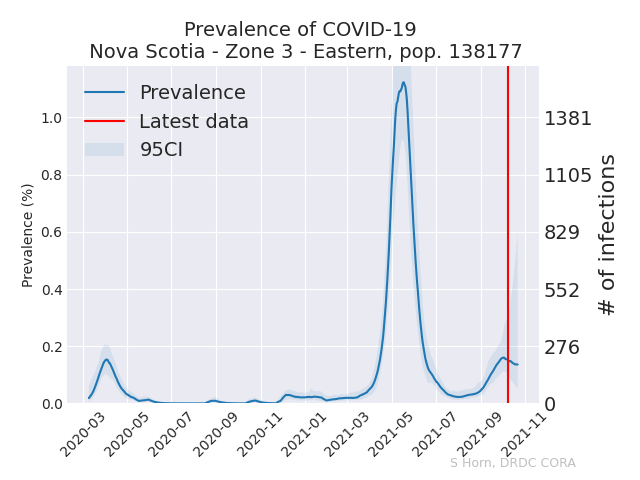 Prevalence of COVID-19
Nova Scotia - Zone 3 - Eastern, pop. 138177
Prevalence
Latest data
95CI
Prevalence (%)
1.0
0.8
0.6
0.4
0.2
0.0
1381
1105
829
552
276
0
# of infections
2020-03
2020-05
2020-07
2020-09
2020-11
2021-01
2021-03
2021-05
2021-07
2021-09
2021-11
S Horn, DRDC CORA